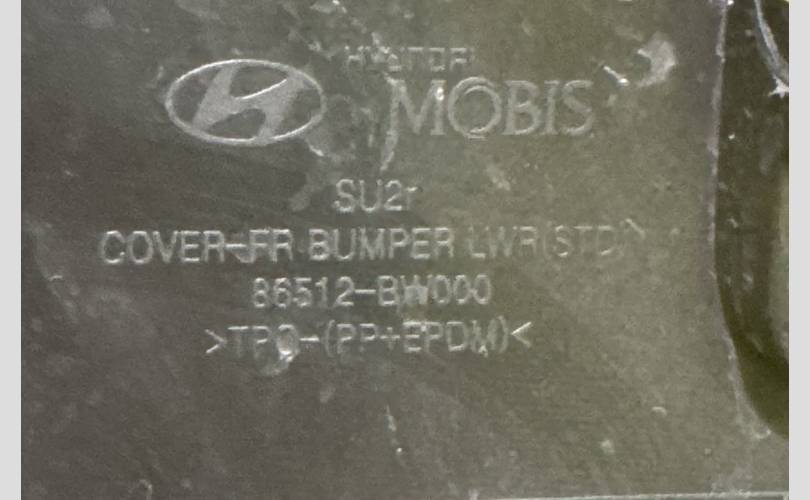 HYUNDAI
MOBIS
SU2r
COVER-FR BUMPER LWR(STD)
86512-BW000
>TPO-(PP+EPDM)<